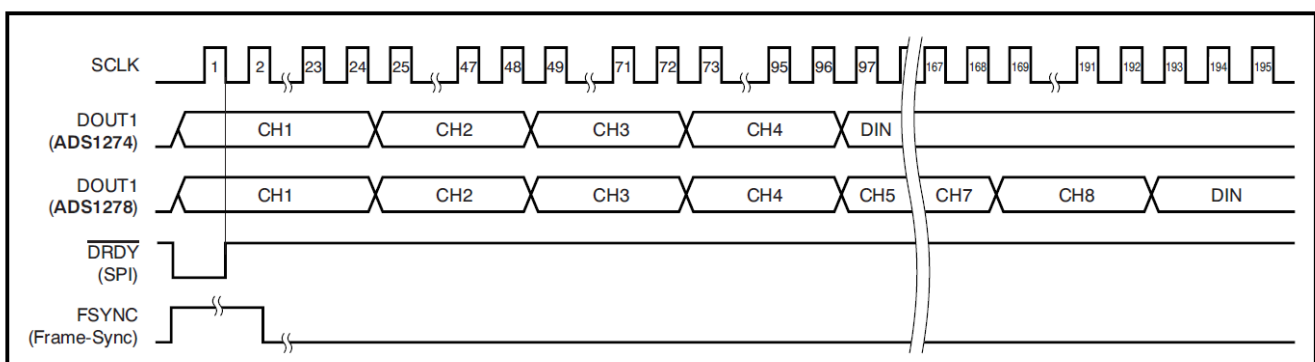 SCLK 1 2 23 24 25 47 48 49 71 72 73 95 96 97 167 168 169 191 192 193 194 195
DOUT1
(ADS1274)
CH1 CH2 CH3 CH4 DIN
DOUT1
(ADS1278)
CH1 CH2 CH3 CH4 CH5 CH7 CH8 DIN
DRDY
(SPI)
FSYNC
(Frame-Sync)